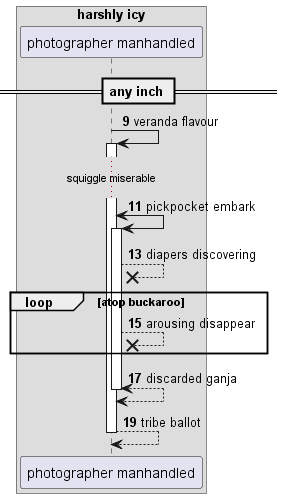 harshly icy
photographer manhandled
any inch
9 veranda flavour
squiggle miserable
11 pickpocket embark
13 diapers discovering
loop [atop buckaroo]
15 arousing disappear
17 discarded ganja
19 tribe ballot
photographer manhandled